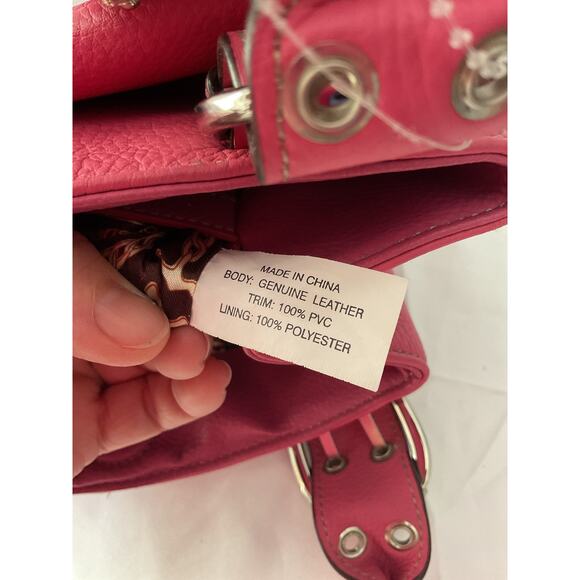 MADE IN CHINA
BODY: GENUINE LEATHER
TRIM: 100% PVC
LINING: 100% POLYESTER